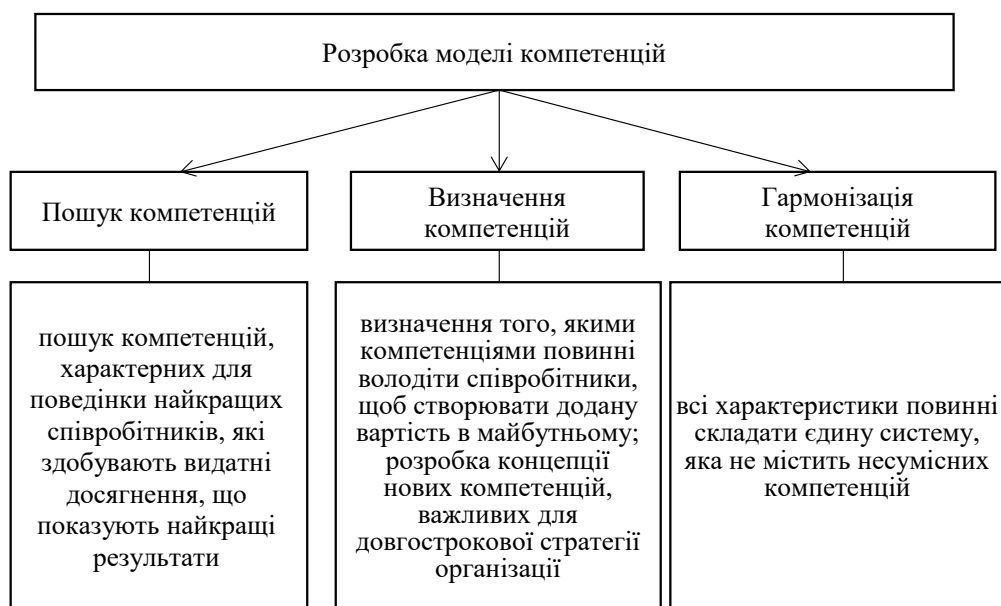 Розробка моделі компетенцій
Пошук компетенцій
Визначення
компетенцій
Гармонізація
компетенцій
пошук компетенцій,
характерних для
поведінки найкращих
співробітників, які
здобувають видатні
досягнення, що
показують найкращі
результати
визначення того, якими
компетенціями повинні
володіти співробітники,
щоб створювати додану
вартість в майбутньому;
розробка концепції
нових компетенцій,
важливих для
довгострокової стратегії
організації
всі характеристики повинні
складати єдину систему,
яка не містить несумісних
компетенцій